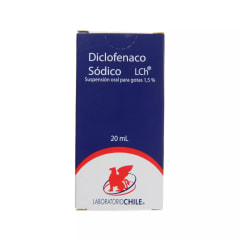 Diclofenaco
Sódico LCh®
Suspensión oral para gotas 1,5 %
20 mL
LABORATORIOCHILE®